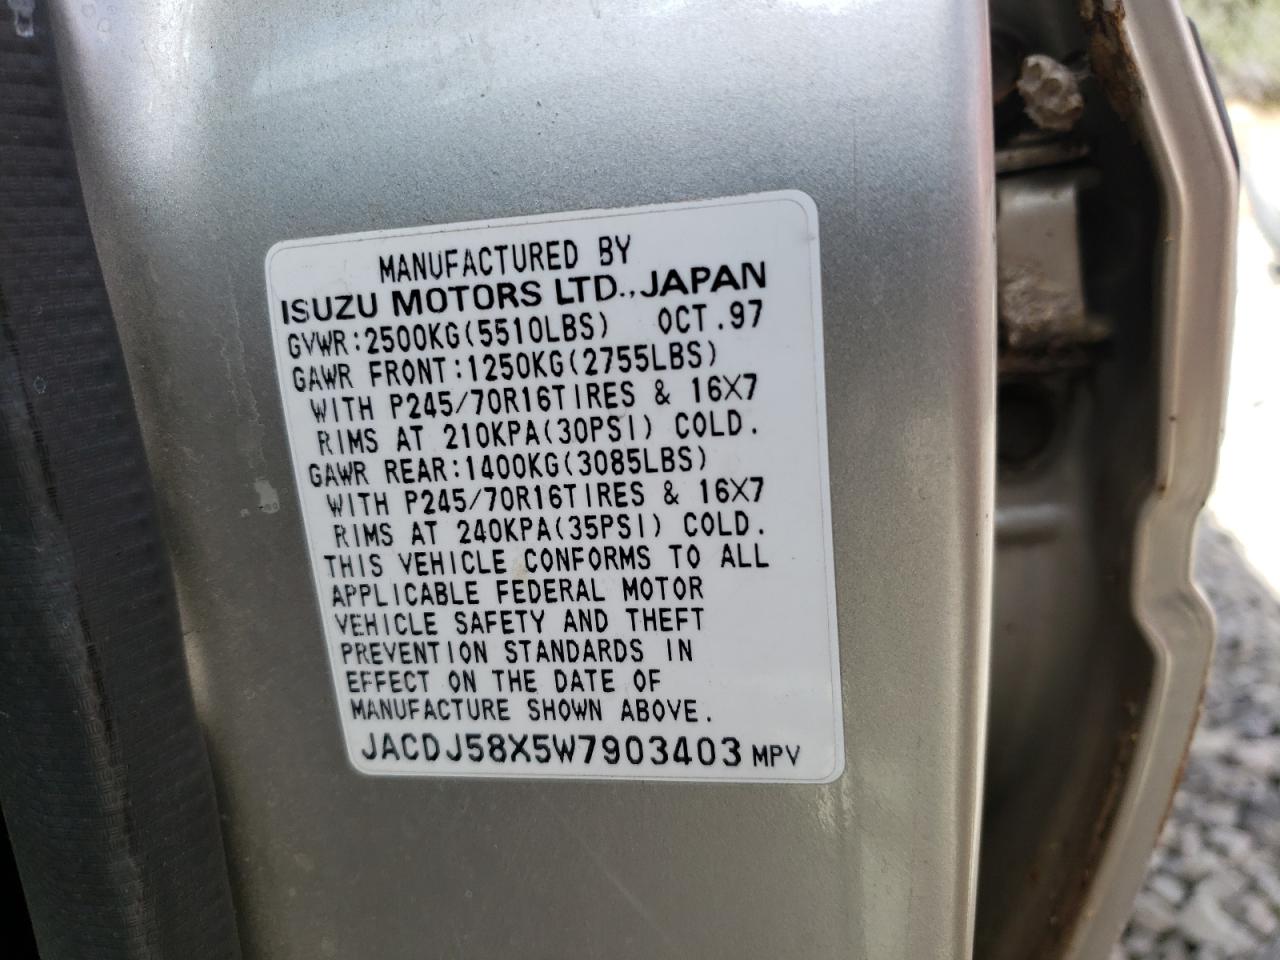 MANUFACTURED BY
ISUZU MOTORS LTD., JAPAN
GVWR:2500KG(5510LBS) OCT.97
GAWR FRONT:1250KG(2755LBS)
WITH P245/70R16TIRES & 16X7
RIMS AT 210KPA(30PSI) COLD.
GAWR REAR:1400KG(3085LBS)
WITH P245/70R16TIRES & 16X7
RIMS AT 240KPA(35PSI) COLD.
THIS VEHICLE CONFORMS TO ALL
APPLICABLE FEDERAL MOTOR
VEHICLE SAFETY AND THEFT
PREVENTION STANDARDS IN
EFFECT ON THE DATE OF
MANUFACTURE SHOWN ABOVE.
JACDJ58X5W7903403 MPV